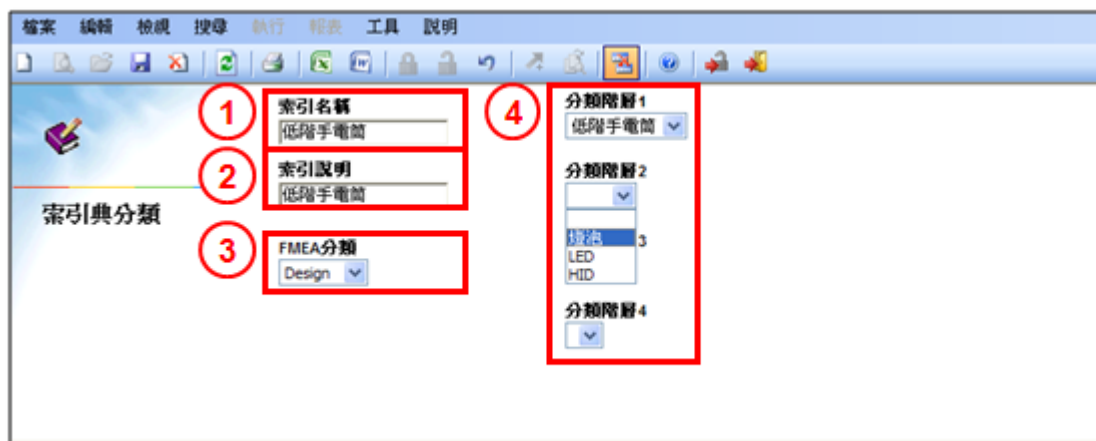 檔案 編輯 檢視 搜尋 執行 報表 工具 說明
索引典分類
1
索引名稱
低階手電筒
2
索引說明
低階手電筒
3
FMEA分類
Design
4
分類階層1
低階手電筒
分類階層2
燈泡
LED
HID
3
分類階層4